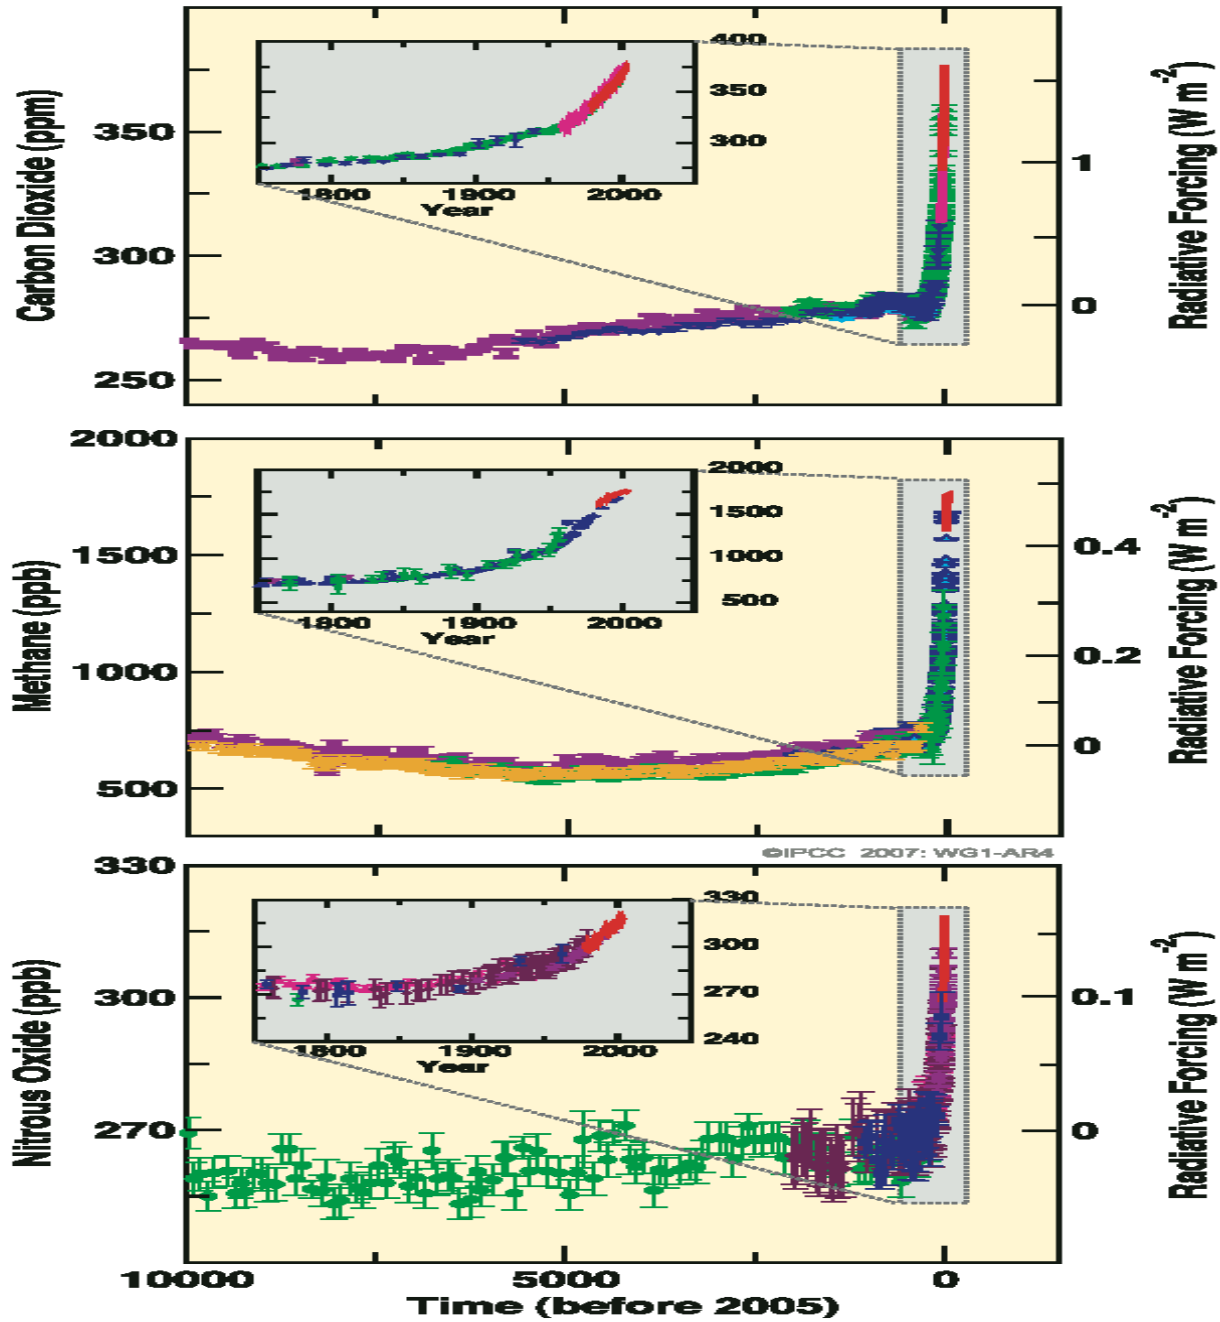 Carbon Dioxide (ppm)
350
300
250
400
350
300
1800 1900 2000
Year
1
0
Radiative Forcing (W m-2)
Methane (ppb)
2000
1500
1000
500
2000
1500
1000
500
1800 1900 2000
Year
0.4
0.2
0
Radiative Forcing (W m-2)
©IPCC 2007: WG1-AR4
Nitrous Oxide (ppb)
330
300
270
330
300
270
240
1800 1900 2000
Year
0.1
0
Radiative Forcing (W m-2)
10000 5000 0
Time (before 2005)